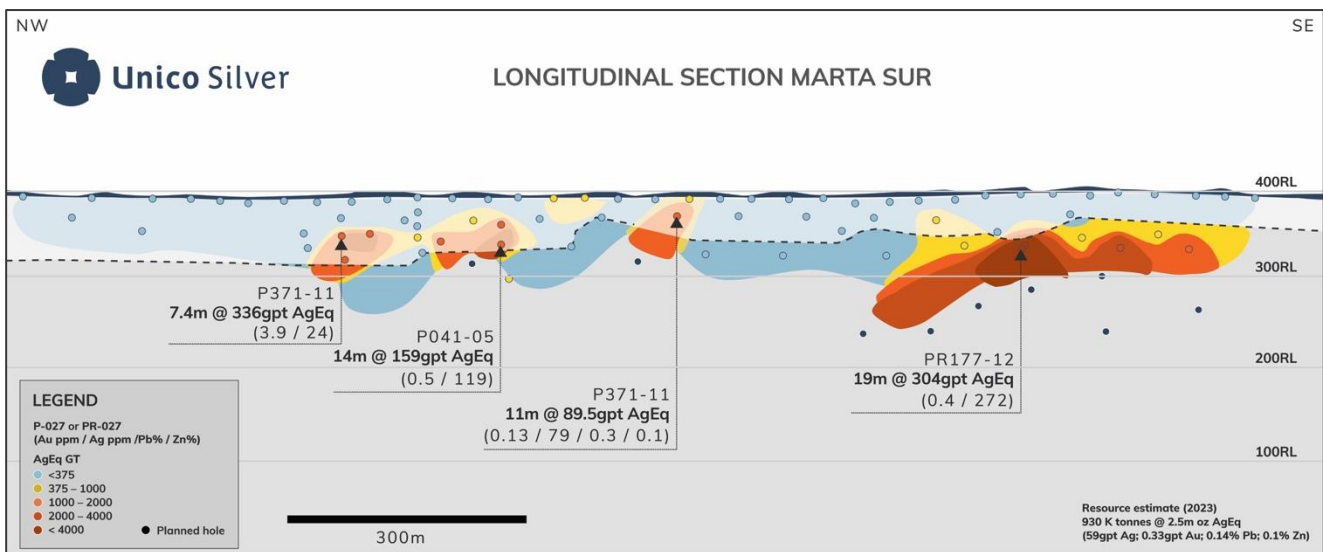 NW
SE
Unico Silver
LONGITUDINAL SECTION MARTA SUR
400RL
300RL
P371-11
7.4m @ 336gpt AgEq
(3.9 / 24)
P041-05
14m @ 159gpt AgEq
(0.5 / 119)
P371-11
11m @ 89.5gpt AgEq
(0.13 / 79 / 0.3 / 0.1)
PR177-12
19m @ 304gpt AgEq
(0.4 / 272)
200RL
100RL
LEGEND
P-027 or PR-027
(Au ppm / Ag ppm /Pb% / Zn%)
AgEq GT
<375
375 – 1000
1000 – 2000
2000 – 4000
< 4000
Planned hole
300m
Resource estimate (2023)
930 K tonnes @ 2.5m oz AgEq
(59gpt Ag; 0.33gpt Au; 0.14% Pb; 0.1% Zn)